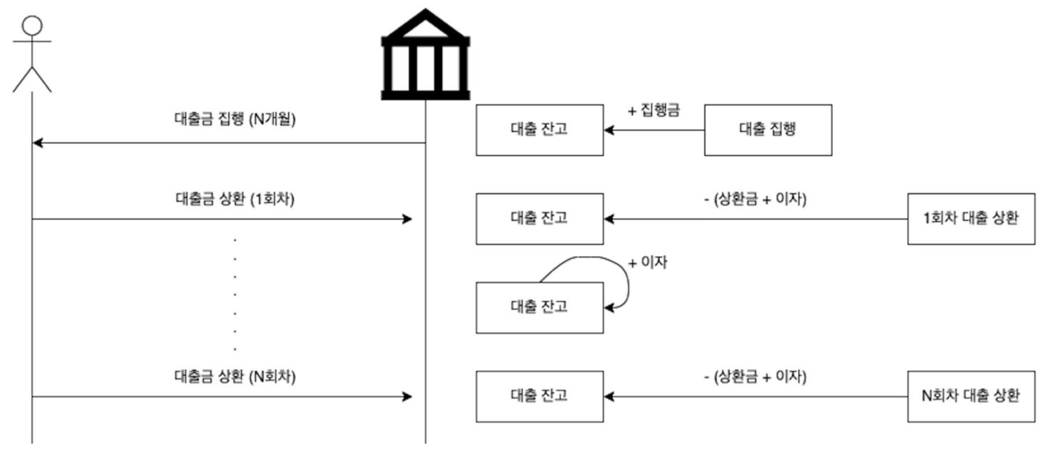 대출금 집행 (N개월)
대출 잔고
+ 집행금
대출 집행
대출금 상환 (1회차)
대출 잔고
- (상환금 + 이자)
1회차 대출 상환
+ 이자
대출 잔고
대출금 상환 (N회차)
대출 잔고
- (상환금 + 이자)
N회차 대출 상환